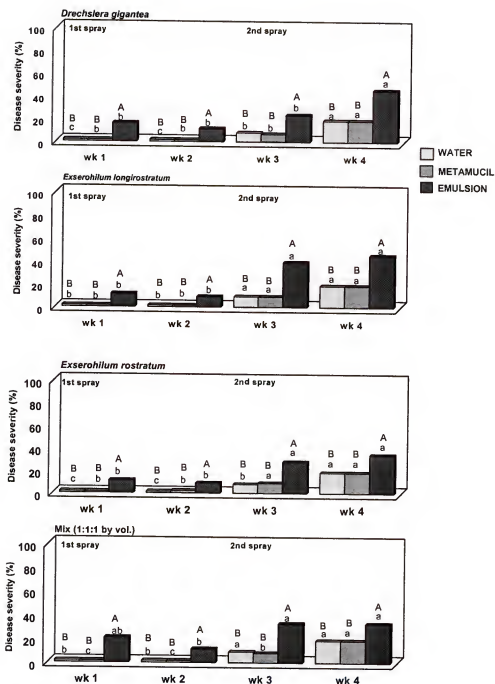 Drechslera gigantea
100
80
60
40
20
0
Disease severity (%)
1st spray
2nd spray
B B A
c b b
B B A
c b b
B B A
b b b
B B A
a a a
wk 1 wk 2 wk 3 wk 4
WATER
METAMUCIL
EMULSION
Exserohilum longirostratum
100
80
60
40
20
0
Disease severity (%)
1st spray
2nd spray
B B A
b b b
B B A
b b b
B B A
a a a
B B A
a a a
wk 1 wk 2 wk 3 wk 4
Exserohilum rostratum
100
80
60
40
20
0
Disease severity (%)
1st spray
2nd spray
B B A
c b b
B B A
c b b
B B A
b a a
B B A
a a a
wk 1 wk 2 wk 3 wk 4
Mix (1:1:1 by vol.)
100
80
60
40
20
0
Disease severity (%)
1st spray
2nd spray
B B A
b c ab
B B A
b c b
B B A
a b a
B B A
a a a
wk 1 wk 2 wk 3 wk 4